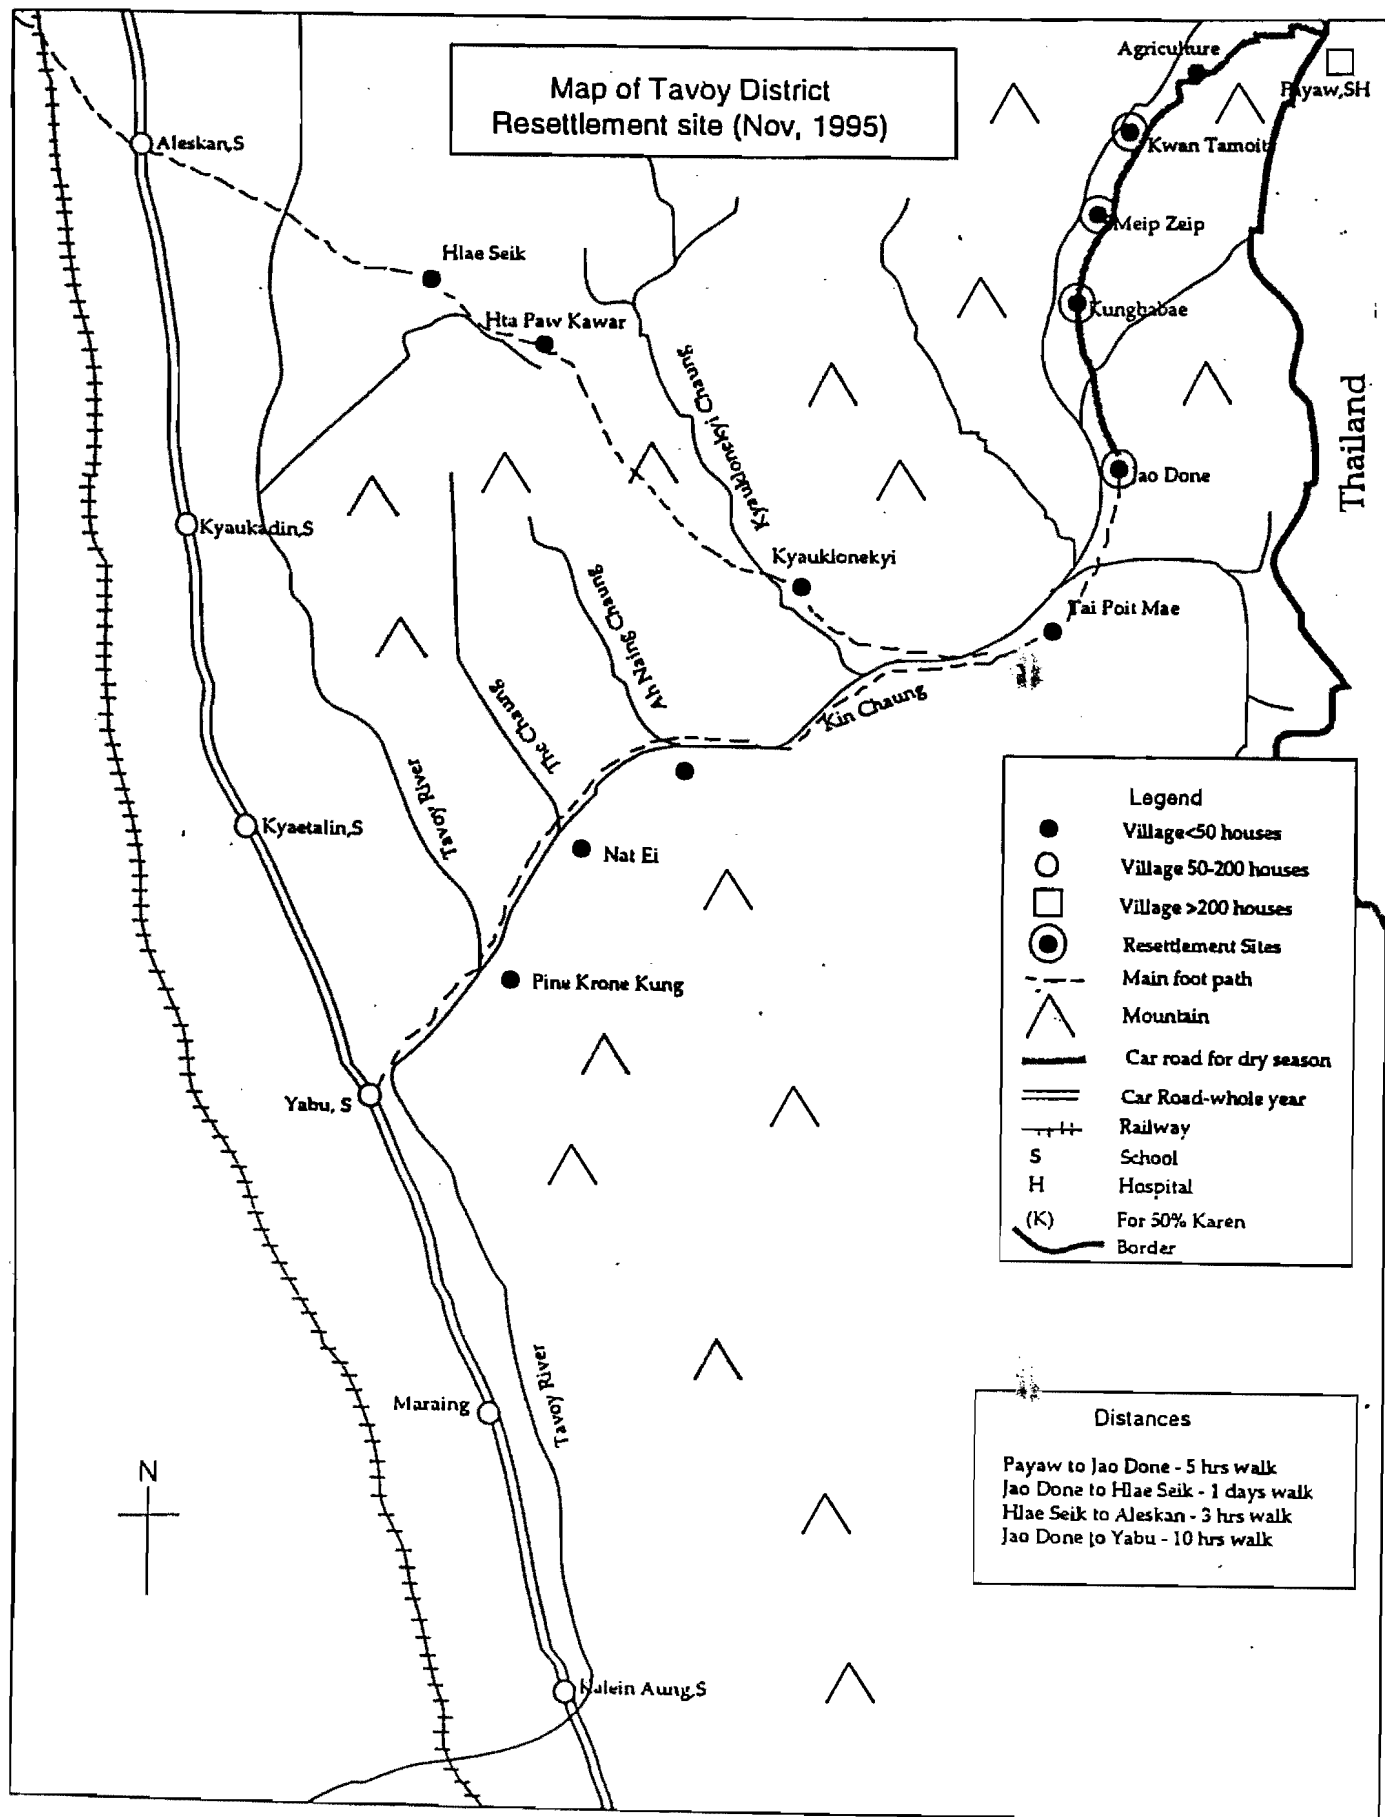 Map of Tavoy District
Resettlement site (Nov, 1995)
Agriculture
Payaw,SH
Kwan Tamoit
Aleskan,S
Meip Zeip
Hlae Seik
Kunghabae
Hta Paw Kawar
Kyauklonekyi Chaung
Thailand
Jao Done
Kyaukadin,S
Kyauklonekyi
Ah Naing Chaung
Tai Poit Mae
The Chaung
Kin Chaung
Tavoy River
Kyaetalin,S
Nat Ei
Pine Krone Kung
Yabu, S
Legend
Village<50 houses
Village 50-200 houses
Village >200 houses
Resettlement Sites
Main foot path
Mountain
Car road for dry season
Car Road-whole year
Railway
S School
H Hospital
(K) For 50% Karen
Border
Tavoy River
Maraing
N
Distances
Payaw to Jao Done - 5 hrs walk
Jao Done to Hlae Seik - 1 days walk
Hlae Seik to Aleskan - 3 hrs walk
Jao Done to Yabu - 10 hrs walk
Kalein Aung,S